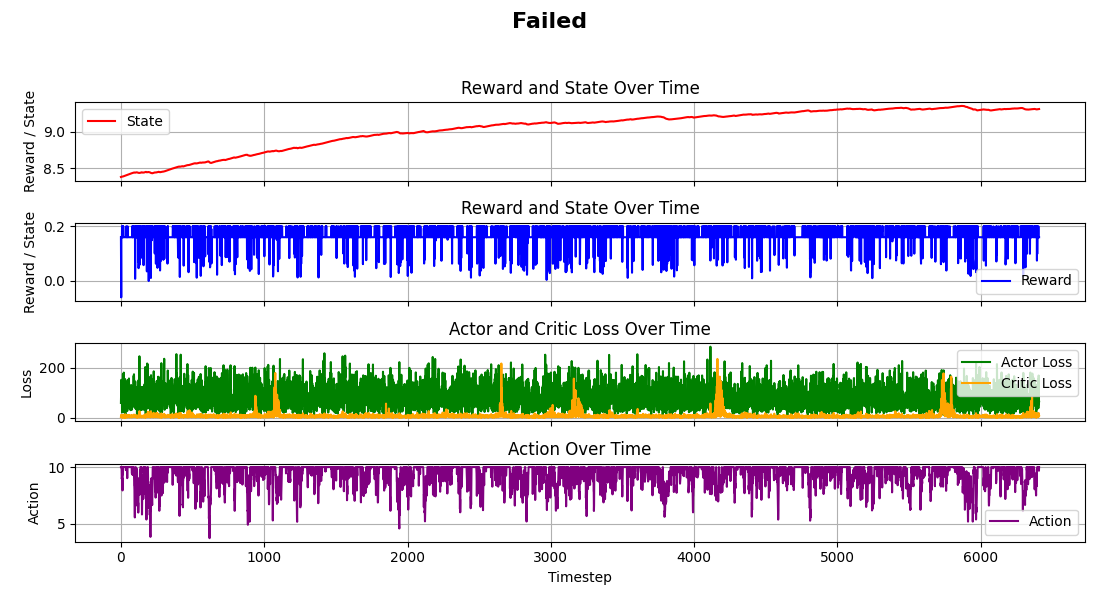 Failed
Reward and State Over Time
Reward / State
9.0
8.5
State
Reward and State Over Time
Reward / State
0.2
0.0
Reward
Actor and Critic Loss Over Time
Loss
200
0
Actor Loss
Critic Loss
Action Over Time
Action
10
5
Action
0 1000 2000 3000 4000 5000 6000
Timestep